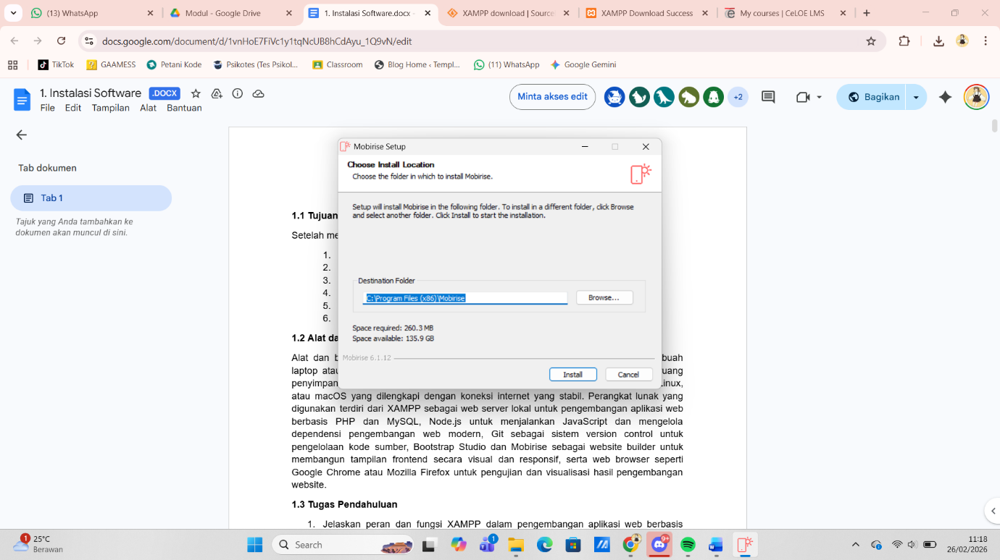 (13) WhatsApp
Modul - Google Drive
1. Instalasi Software.docx -
XAMPP download | Source
XAMPP Download Success
My courses | CeLOE LMS
docs.google.com/document/d/1vnHoE7FiVc1y1tqNcUB8hCdAyu_1Q9vN/edit
TikTok
GAAMESS
Petani Kode
Psikotes (Tes Psikol...
Classroom
Blog Home ‹ Templ...
(11) WhatsApp
Google Gemini
1. Instalasi Software .DOCX
File Edit Tampilan Alat Bantuan
Minta akses edit
+2
Bagikan
Tab dokumen
Tab 1
Tajuk yang Anda tambahkan ke
dokumen akan muncul di sini.
Mobirise Setup
Choose Install Location
Choose the folder in which to install Mobirise.
Setup will install Mobirise in the following folder. To install in a different folder, click Browse
and select another folder. Click Install to start the installation.
Destination Folder
C:\Program Files (x86)\Mobirise
Browse...
Space required: 260.3 MB
Space available: 135.9 GB
Mobirise 6.1.12
Install
Cancel
1.1 Tujuan
Setelah me
1.
2.
3.
4.
5.
6.
1.2 Alat da
Alat dan b buah
laptop atau uang
penyimpan Linux,
atau macOS yang dilengkapi dengan koneksi internet yang stabil. Perangkat lunak yang
digunakan terdiri dari XAMPP sebagai web server lokal untuk pengembangan aplikasi web
berbasis PHP dan MySQL, Node.js untuk menjalankan JavaScript dan mengelola
dependensi pengembangan web modern, Git sebagai sistem version control untuk
pengelolaan kode sumber, Bootstrap Studio dan Mobirise sebagai website builder untuk
membangun tampilan frontend secara visual dan responsif, serta web browser seperti
Google Chrome atau Mozilla Firefox untuk pengujian dan visualisasi hasil pengembangan
website.
1.3 Tugas Pendahuluan
1. Jelaskan peran dan fungsi XAMPP dalam pengembangan aplikasi web berbasis
1
25°C
Berawan
Search
1
9+
11:18
26/02/2026